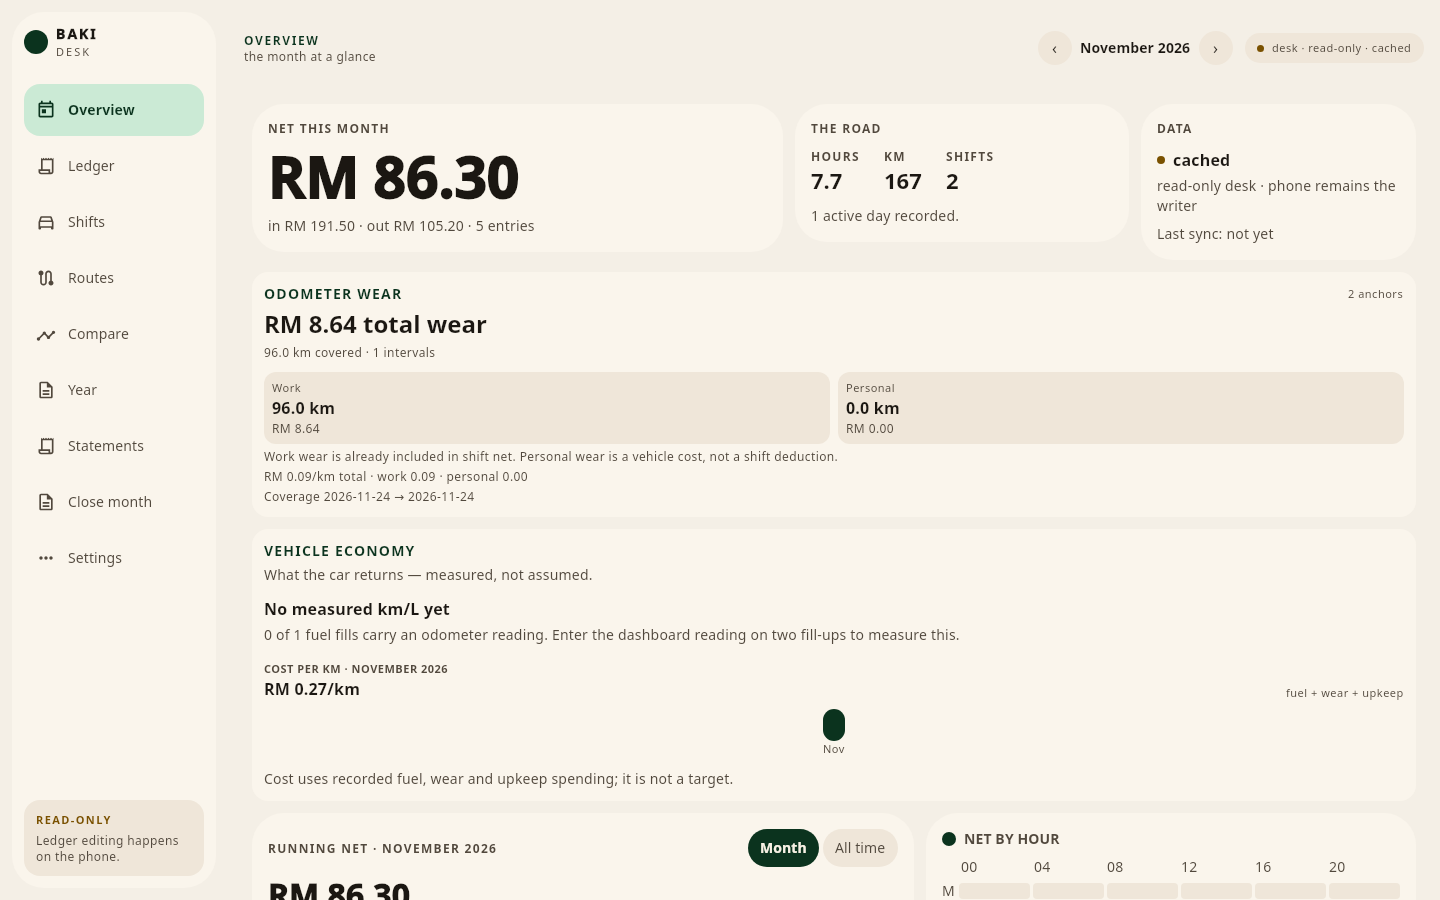 BAKI
DESK
Overview
Ledger
Shifts
Routes
Compare
Year
Statements
Close month
Settings
READ-ONLY
Ledger editing happens
on the phone.
OVERVIEW
the month at a glance
‹ November 2026 ›
desk · read-only · cached
NET THIS MONTH
RM 86.30
in RM 191.50 · out RM 105.20 · 5 entries
THE ROAD
HOURS KM SHIFTS
7.7 167 2
1 active day recorded.
DATA
cached
read-only desk · phone remains the
writer
Last sync: not yet
ODOMETER WEAR
2 anchors
RM 8.64 total wear
96.0 km covered · 1 intervals
Work
96.0 km
RM 8.64
Personal
0.0 km
RM 0.00
Work wear is already included in shift net. Personal wear is a vehicle cost, not a shift deduction.
RM 0.09/km total · work 0.09 · personal 0.00
Coverage 2026-11-24 → 2026-11-24
VEHICLE ECONOMY
What the car returns — measured, not assumed.
No measured km/L yet
0 of 1 fuel fills carry an odometer reading. Enter the dashboard reading on two fill-ups to measure this.
COST PER KM · NOVEMBER 2026
RM 0.27/km
fuel + wear + upkeep
Nov
Cost uses recorded fuel, wear and upkeep spending; it is not a target.
RUNNING NET · NOVEMBER 2026
Month All time
RM 86.30
NET BY HOUR
00 04 08 12 16 20
M